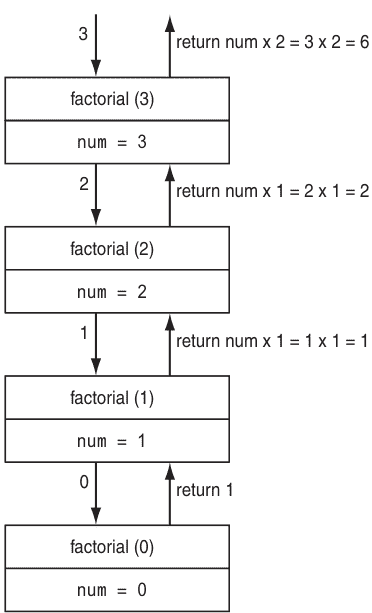 3
return num x 2 = 3 x 2 = 6
factorial (3)
num = 3
2
return num x 1 = 2 x 1 = 2
factorial (2)
num = 2
1
return num x 1 = 1 x 1 = 1
factorial (1)
num = 1
0
return 1
factorial (0)
num = 0